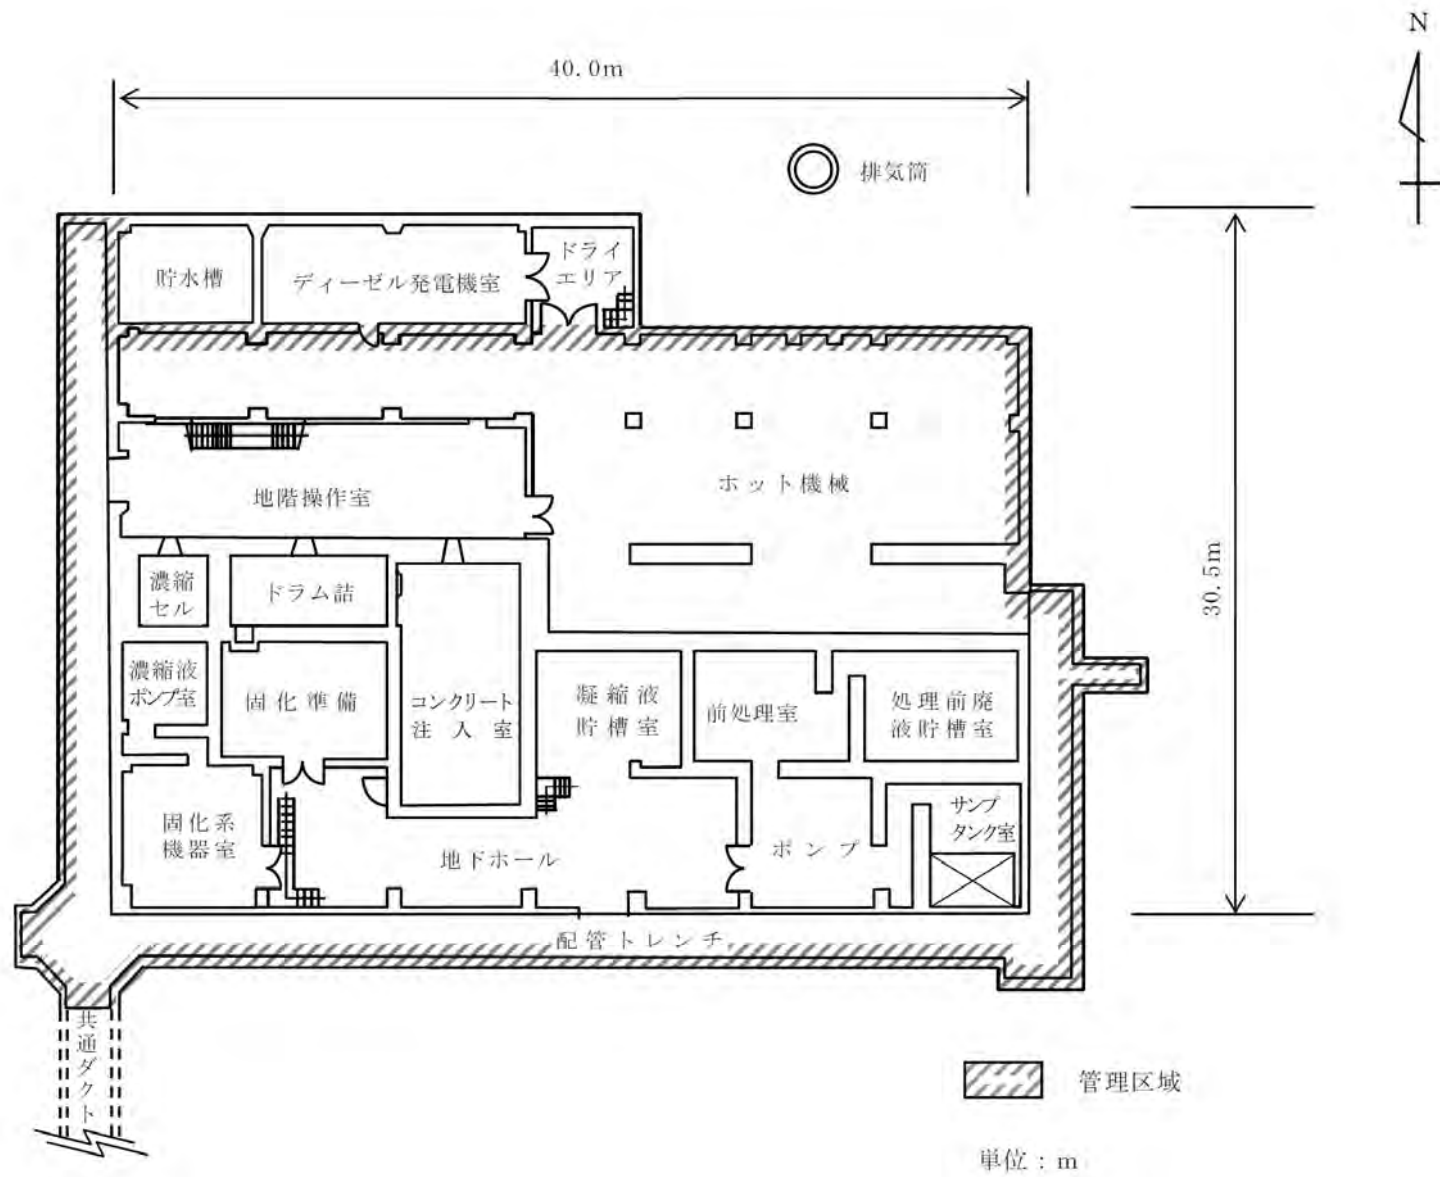 N
40.0m
排気筒
貯水槽
ディーゼル発電機室
ドライ
エリア
地階操作室
ホット機械
30.5m
濃縮
セル
ドラム詰
濃縮液
ポンプ室
固化準備
コンクリート
注入室
凝縮液
貯槽室
前処理室
処理前廃
液貯槽室
固化系
機器室
地下ホール
ポンプ
サンプ
タンク室
配管トレンチ
共通ダクト
管理区域
単位：m